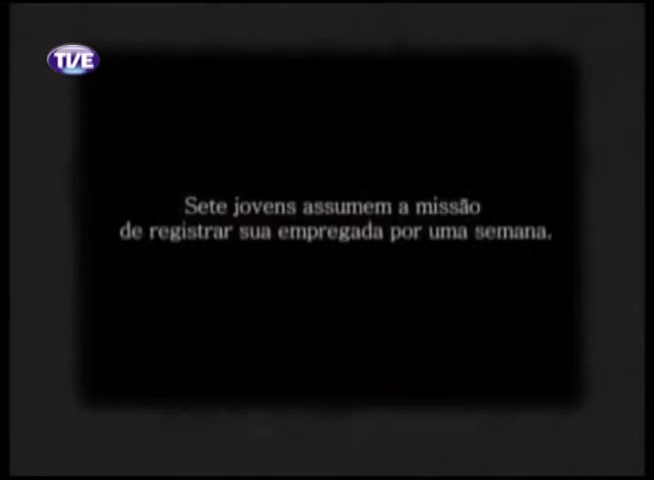 TVE
Sete jovens assumem a missão
de registrar sua empregada por uma semana.